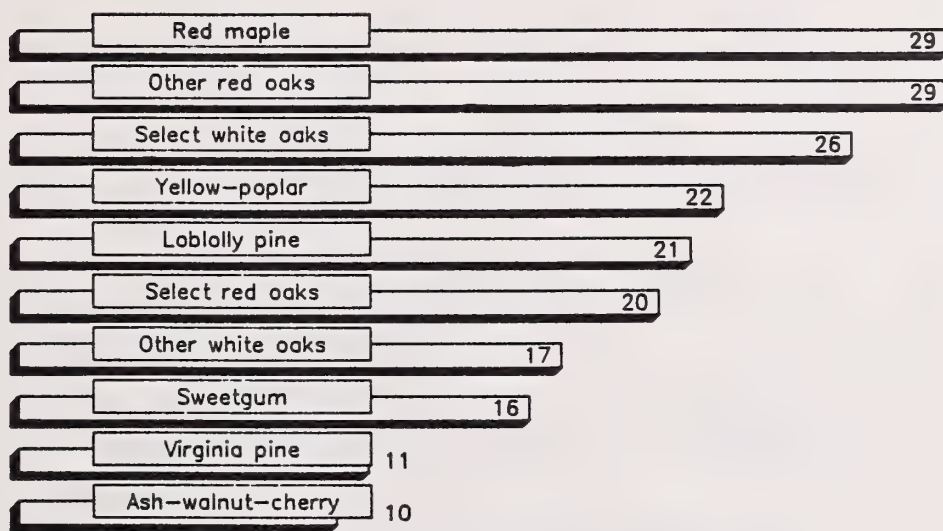 Red maple 29
Other red oaks 29
Select white oaks 26
Yellow-poplar 22
Loblolly pine 21
Select red oaks 20
Other white oaks 17
Sweetgum 16
Virginia pine 11
Ash-walnut-cherry 10